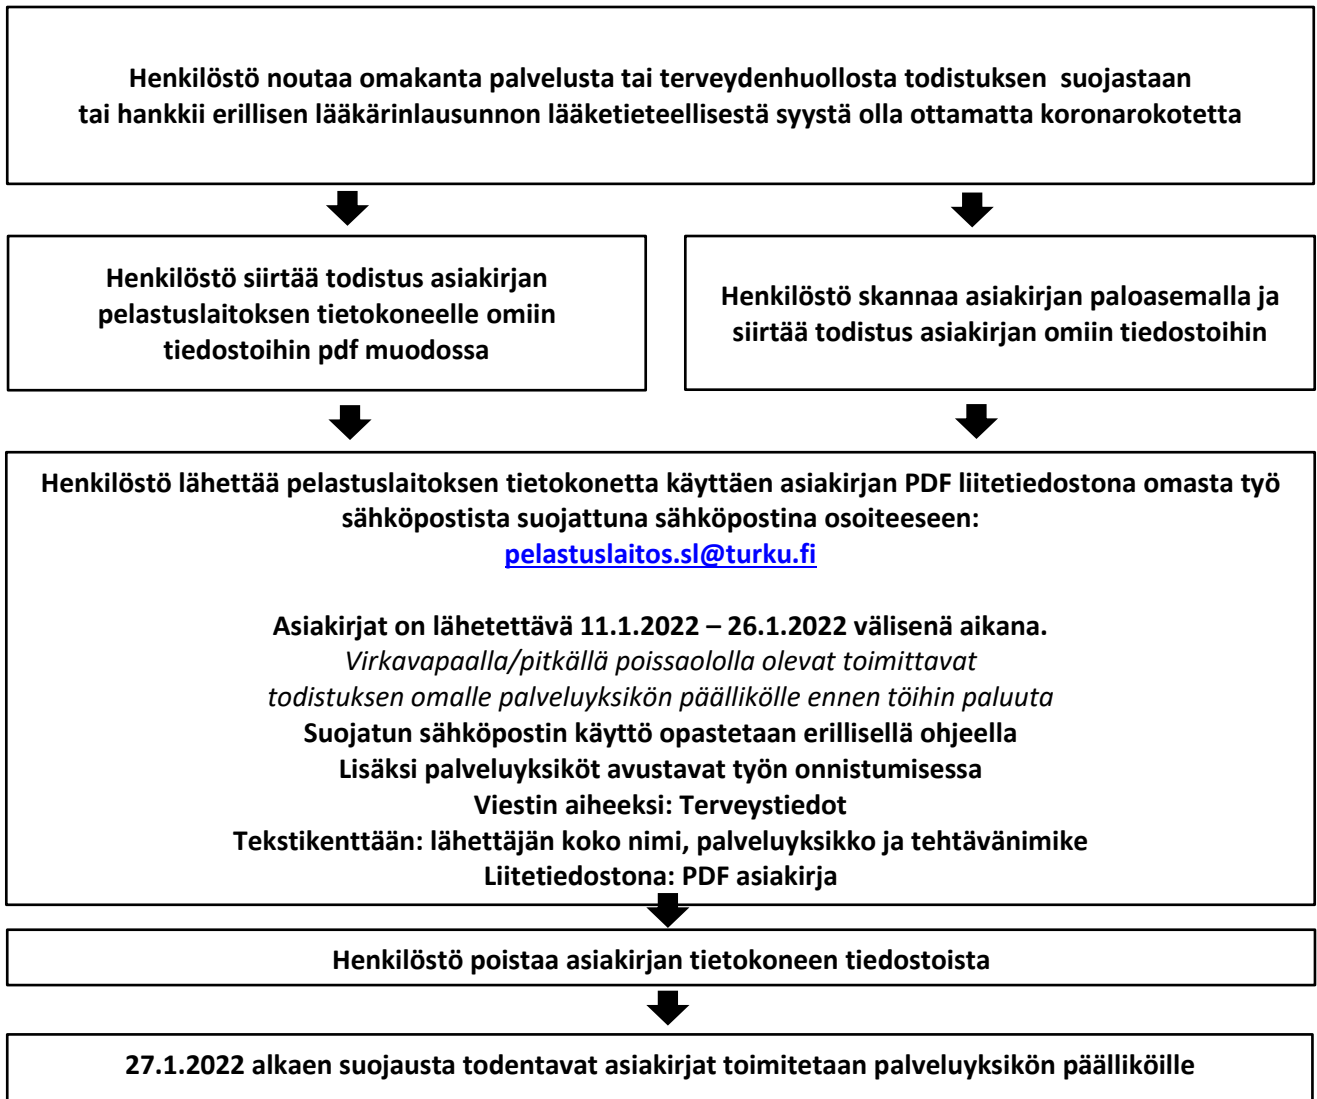 Henkilöstö noutaa omakanta palvelusta tai terveydenhuollosta todistuksen suojastaan
tai hankkii erillisen lääkärinlausunnon lääketieteellisestä syystä olla ottamatta koronarokotetta
Henkilöstö siirtää todistus asiakirjan
pelastuslaitoksen tietokoneelle omiin
tiedostoihin pdf muodossa
Henkilöstö skannaa asiakirjan paloasemalla ja
siirtää todistus asiakirjan omiin tiedostoihin
Henkilöstö lähettää pelastuslaitoksen tietokonetta käyttäen asiakirjan PDF liitetiedostona omasta työ
sähköpostista suojattuna sähköpostina osoiteeseen:
pelastuslaitos.sl@turku.fi
Asiakirjat on lähetettävä 11.1.2022 – 26.1.2022 välisenä aikana.
Virkavapaalla/pitkällä poissaololla olevat toimittavat
todistuksen omalle palveluyksikön päällikölle ennen töihin paluuta
Suojatun sähköpostin käyttö opastetaan erillisellä ohjeella
Lisäksi palveluyksiköt avustavat työn onnistumisessa
Viestin aiheeksi: Terveystiedot
Tekstikenttään: lähettäjän koko nimi, palveluyksikko ja tehtävänimike
Liitetiedostona: PDF asiakirja
Henkilöstö poistaa asiakirjan tietokoneen tiedostoista
27.1.2022 alkaen suojausta todentavat asiakirjat toimitetaan palveluyksikön päälliköille